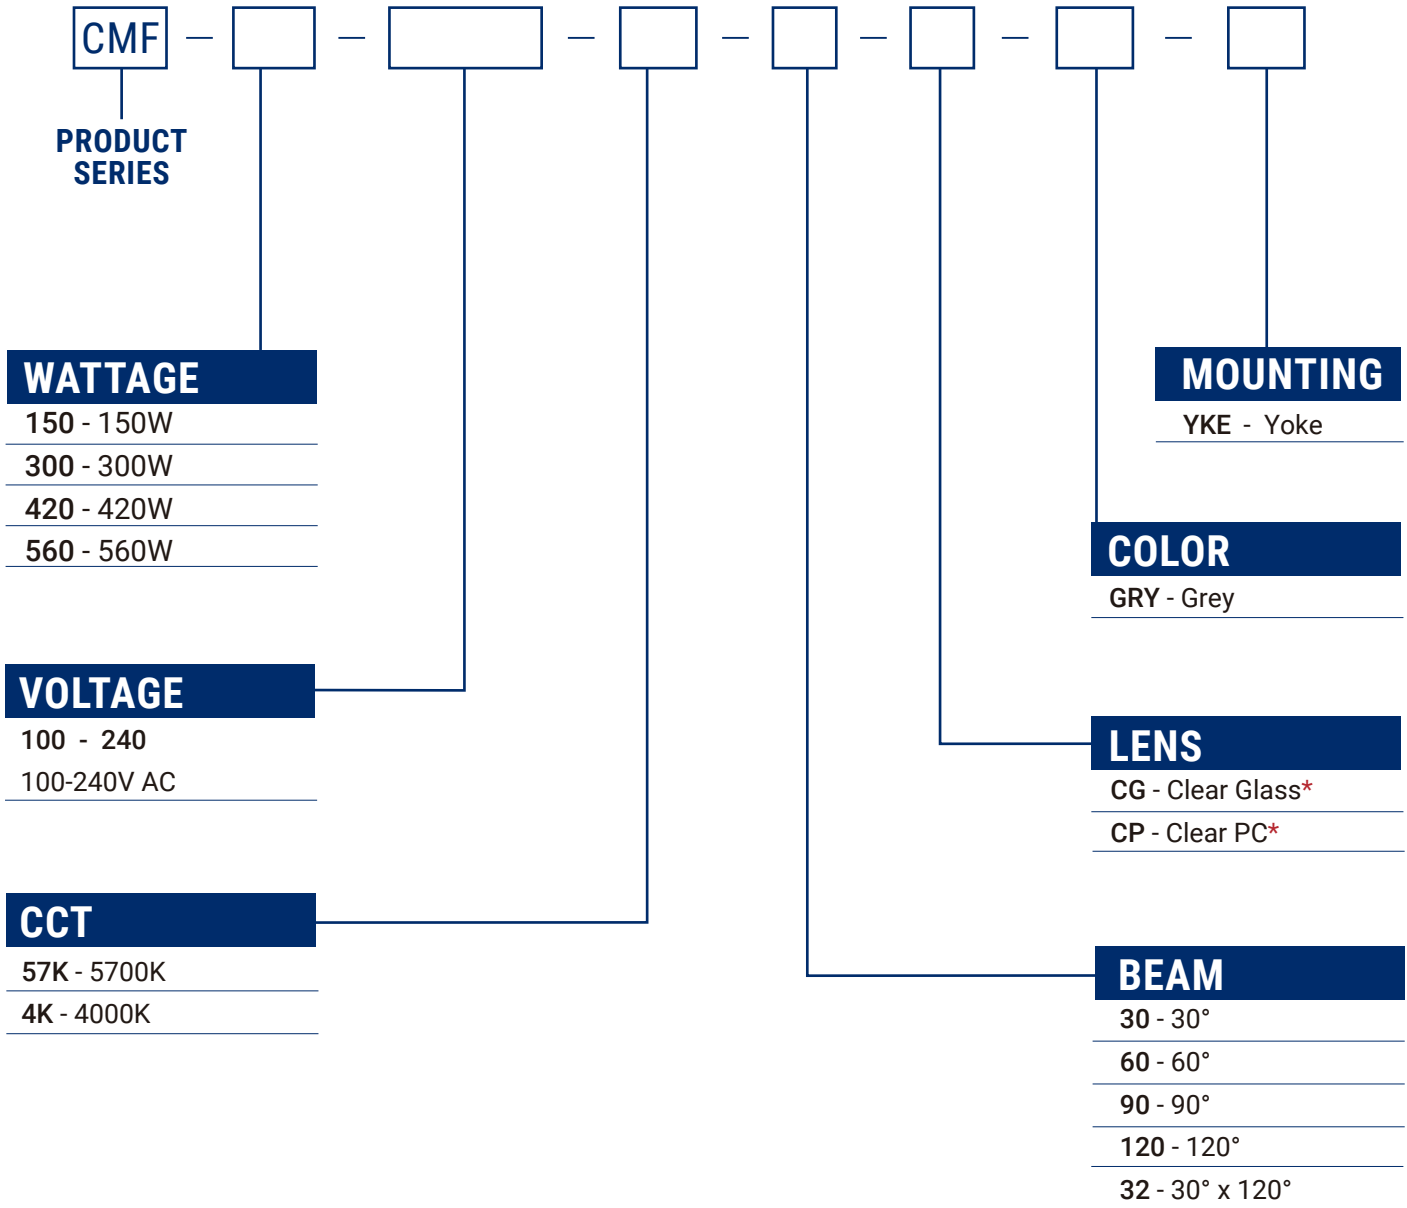 CMF — — — — — — —
PRODUCT
SERIES
WATTAGE
150 - 150W
300 - 300W
420 - 420W
560 - 560W
VOLTAGE
100 - 240
100-240V AC
CCT
57K - 5700K
4K - 4000K
MOUNTING
YKE - Yoke
COLOR
GRY - Grey
LENS
CG - Clear Glass*
CP - Clear PC*
BEAM
30 - 30°
60 - 60°
90 - 90°
120 - 120°
32 - 30° x 120°